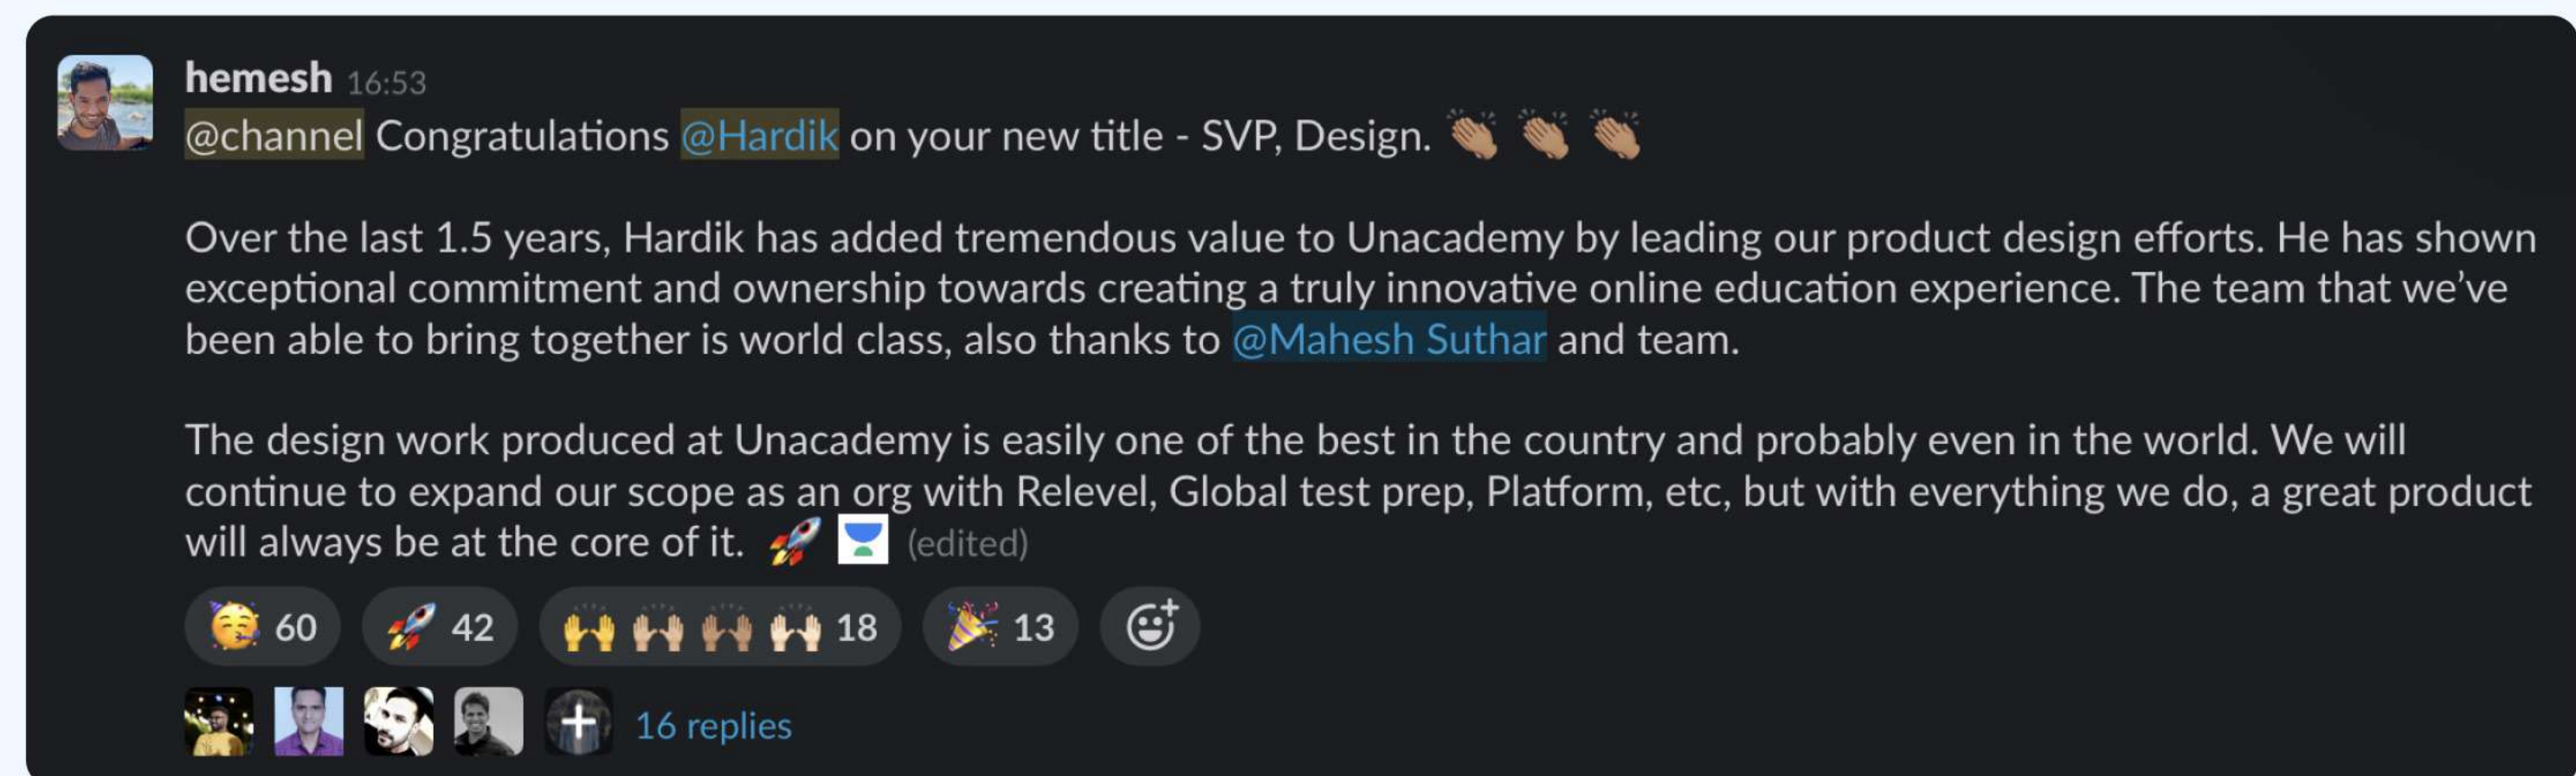 hemesh 16:53
@channel Congratulations @Hardik on your new title - SVP, Design. 👏🏽 👏🏽 👏🏽
Over the last 1.5 years, Hardik has added tremendous value to Unacademy by leading our product design efforts. He has shown
exceptional commitment and ownership towards creating a truly innovative online education experience. The team that we’ve
been able to bring together is world class, also thanks to @Mahesh Suthar and team.
The design work produced at Unacademy is easily one of the best in the country and probably even in the world. We will
continue to expand our scope as an org with Relevel, Global test prep, Platform, etc, but with everything we do, a great product
will always be at the core of it. 🚀 (edited)
🥳 60 🚀 42 🙌 🙌🏼 🙌🏽 🙌🏻 18 🎉 13
16 replies